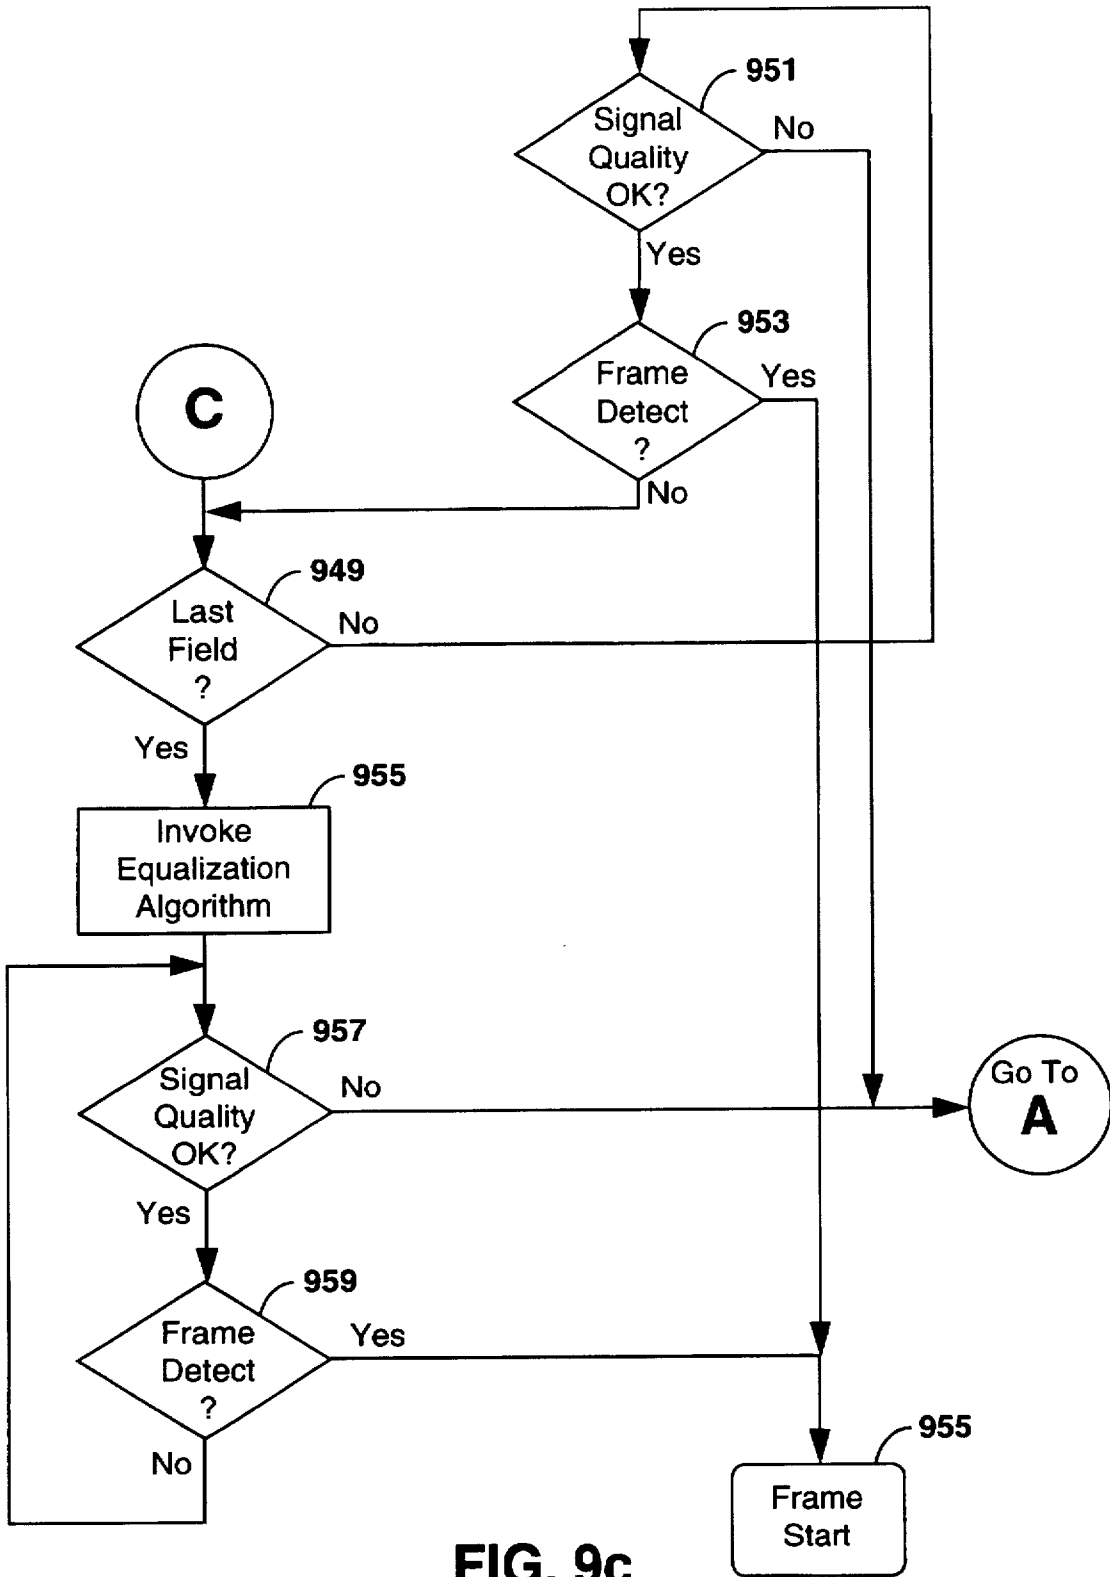 951
Signal
Quality
OK?
No
Yes
953
Frame
Detect
?
Yes
No
C
949
Last
Field
?
No
Yes
955
Invoke
Equalization
Algorithm
957
Signal
Quality
OK?
No
Yes
Go To
A
959
Frame
Detect
?
Yes
No
955
Frame
Start
FIG. 9c